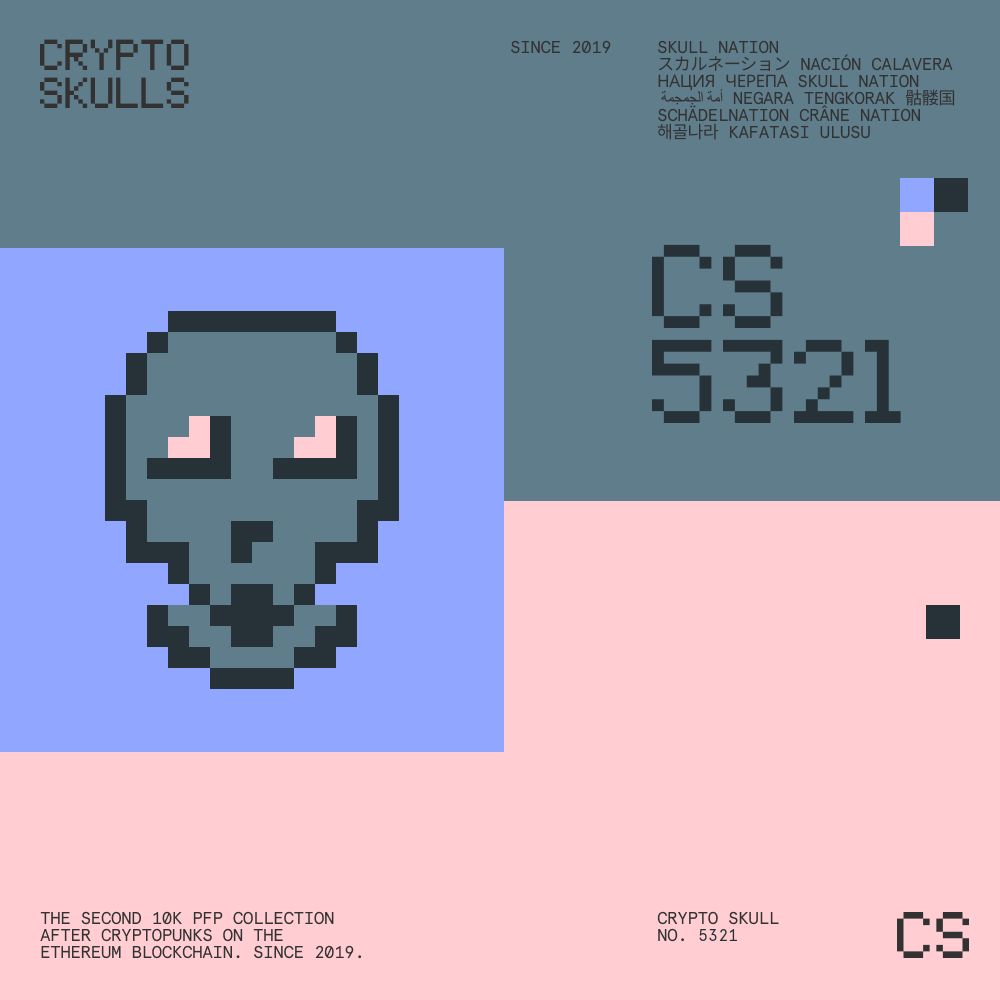 CRYPTO
SKULLS
SINCE 2019
SKULL NATION
スカルネーション NACIÓN CALAVERA
НАЦИЯ ЧЕРЕПА SKULL NATION
أمة الجمجمة NEGARA TENGKORAK 骷髅国
SCHÄDELNATION CRÂNE NATION
해골나라 KAFATASI ULUSU
CS
5321
THE SECOND 10K PFP COLLECTION
AFTER CRYPTOPUNKS ON THE
ETHEREUM BLOCKCHAIN. SINCE 2019.
CRYPTO SKULL
NO. 5321
CS